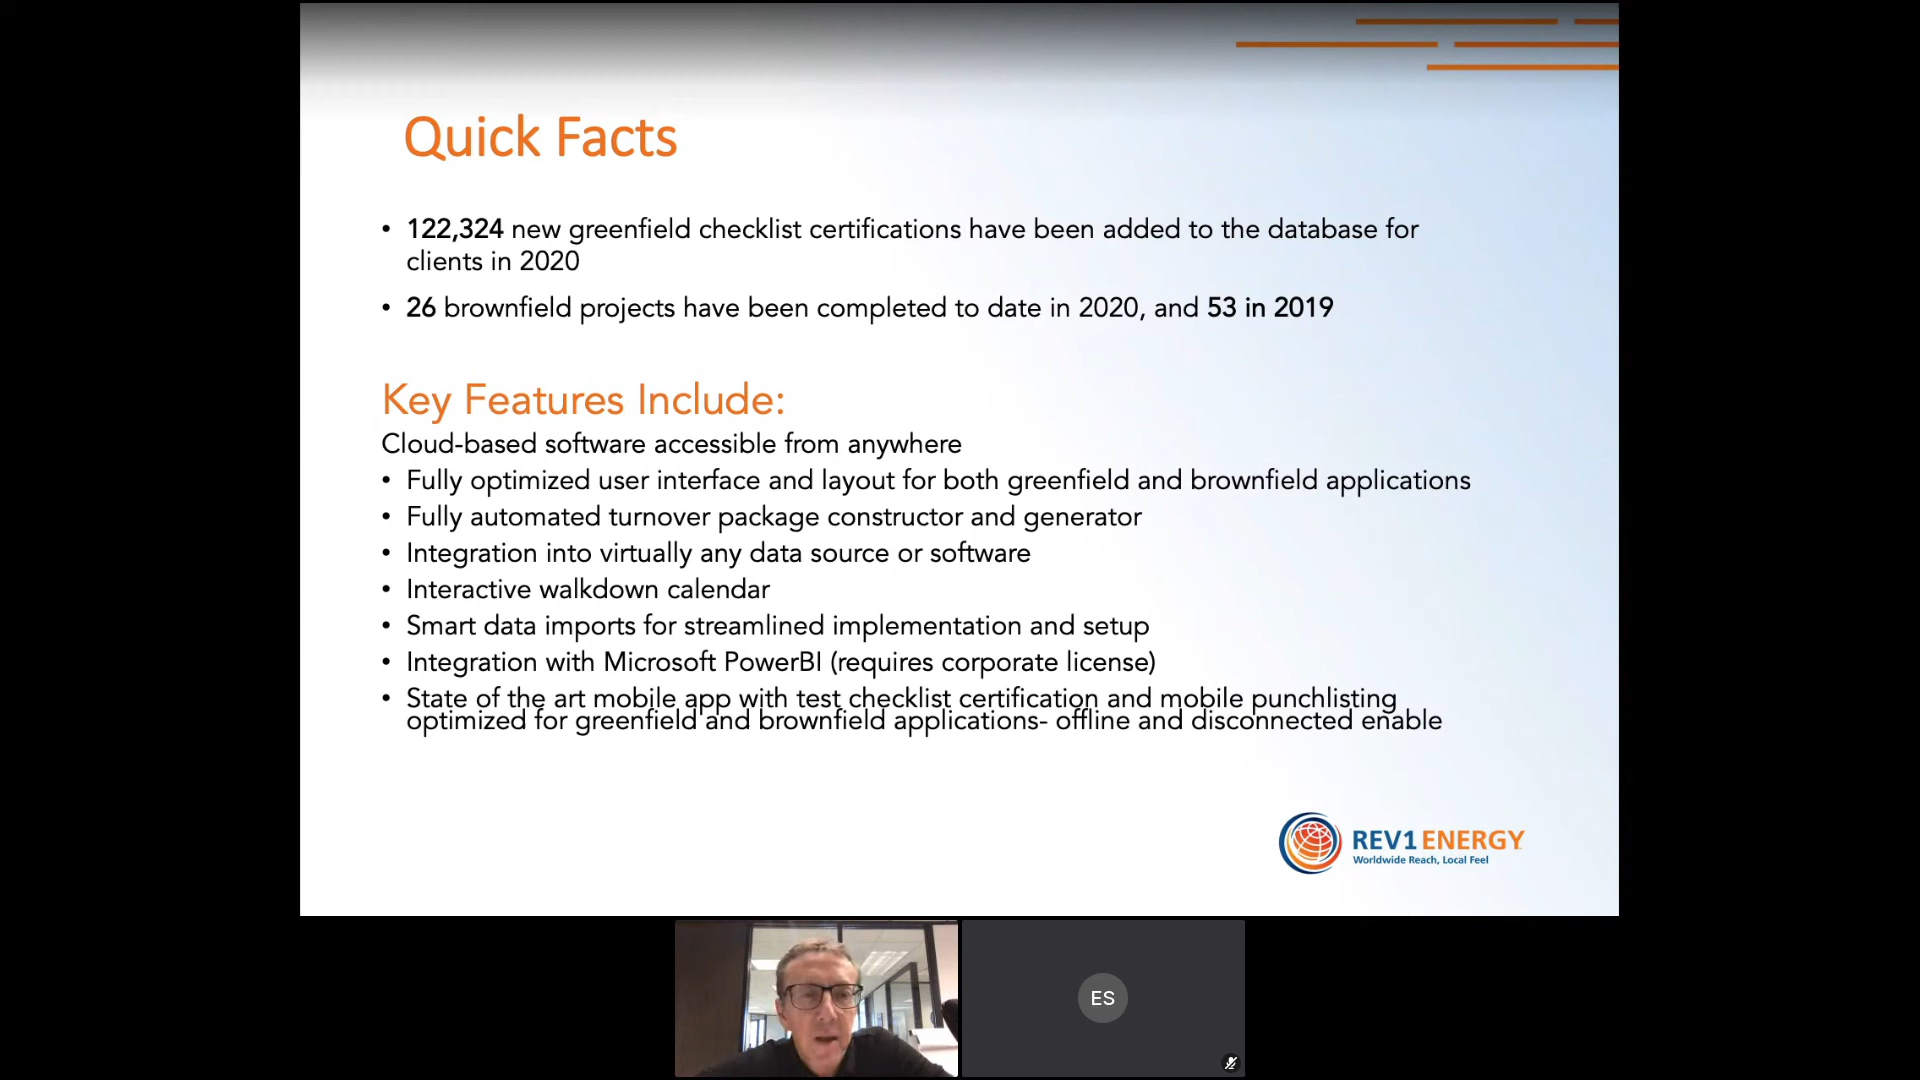 Quick Facts
• 122,324 new greenfield checklist certifications have been added to the database for
clients in 2020
• 26 brownfield projects have been completed to date in 2020, and 53 in 2019
Key Features Include:
Cloud-based software accessible from anywhere
• Fully optimized user interface and layout for both greenfield and brownfield applications
• Fully automated turnover package constructor and generator
• Integration into virtually any data source or software
• Interactive walkdown calendar
• Smart data imports for streamlined implementation and setup
• Integration with Microsoft PowerBI (requires corporate license)
• State of the art mobile app with test checklist certification and mobile punchlisting
optimized for greenfield and brownfield applications- offline and disconnected enable
REV1 ENERGY
Worldwide Reach, Local Feel
ES